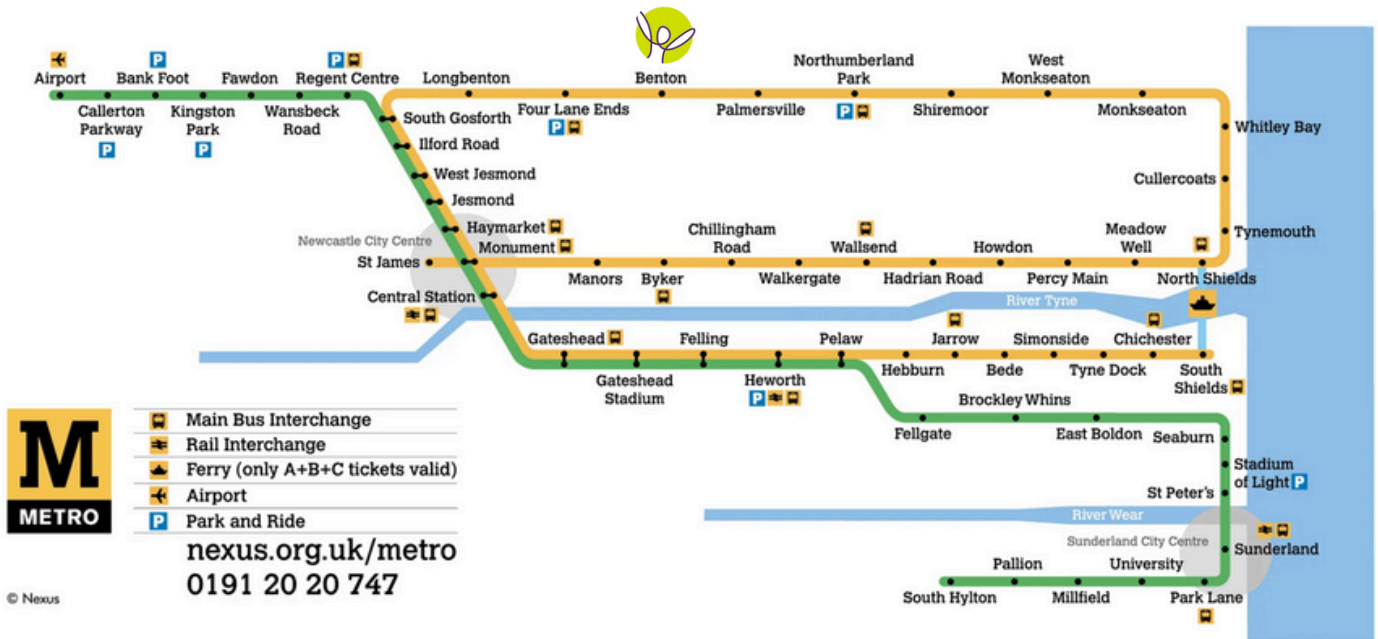 Airport
Bank Foot
Fawdon
Regent Centre
Callerton
Parkway
Kingston
Park
Wansbeck
Road
Longbenton
Benton
Northumberland
Park
West
Monkseaton
South Gosforth
Four Lane Ends
Palmersville
Shiremoor
Monkseaton
Ilford Road
West Jesmond
Jesmond
Haymarket
Monument
Newcastle City Centre
St James
Central Station
Whitley Bay
Cullercoats
Tynemouth
Manors
Byker
Chillingham
Road
Walkergate
Wallsend
Hadrian Road
Howdon
Percy Main
Meadow
Well
North Shields
River Tyne
Gateshead
Gateshead
Stadium
Felling
Heworth
Pelaw
Hebburn
Jarrow
Bede
Simonside
Tyne Dock
Chichester
South
Shields
Fellgate
Brockley Whins
East Boldon
Seaburn
Stadium
of Light
St Peter's
River Wear
Sunderland City Centre
Sunderland
South Hylton
Pallion
Millfield
University
Park Lane
M
METRO
Main Bus Interchange
Rail Interchange
Ferry (only A+B+C tickets valid)
Airport
P Park and Ride
nexus.org.uk/metro
0191 20 20 747
© Nexus